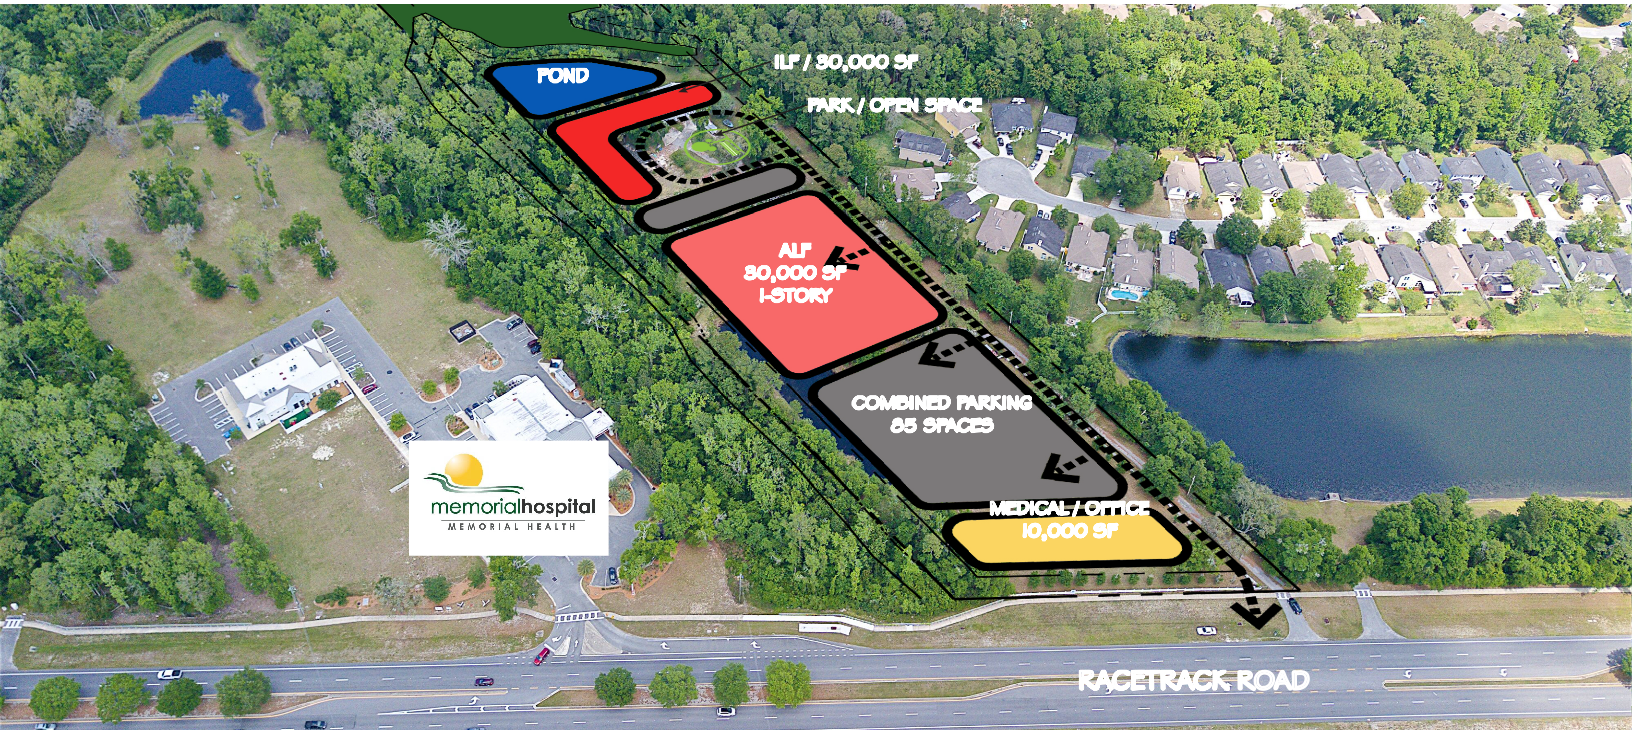 ILF / 30,000 SF
POND
PARK / OPEN SPACE
ALF
30,000 SF
1-STORY
COMBINED PARKING
85 SPACES
MEDICAL / OFFICE
10,000 SF
memorialhospital
MEMORIAL HEALTH
RACETRACK ROAD